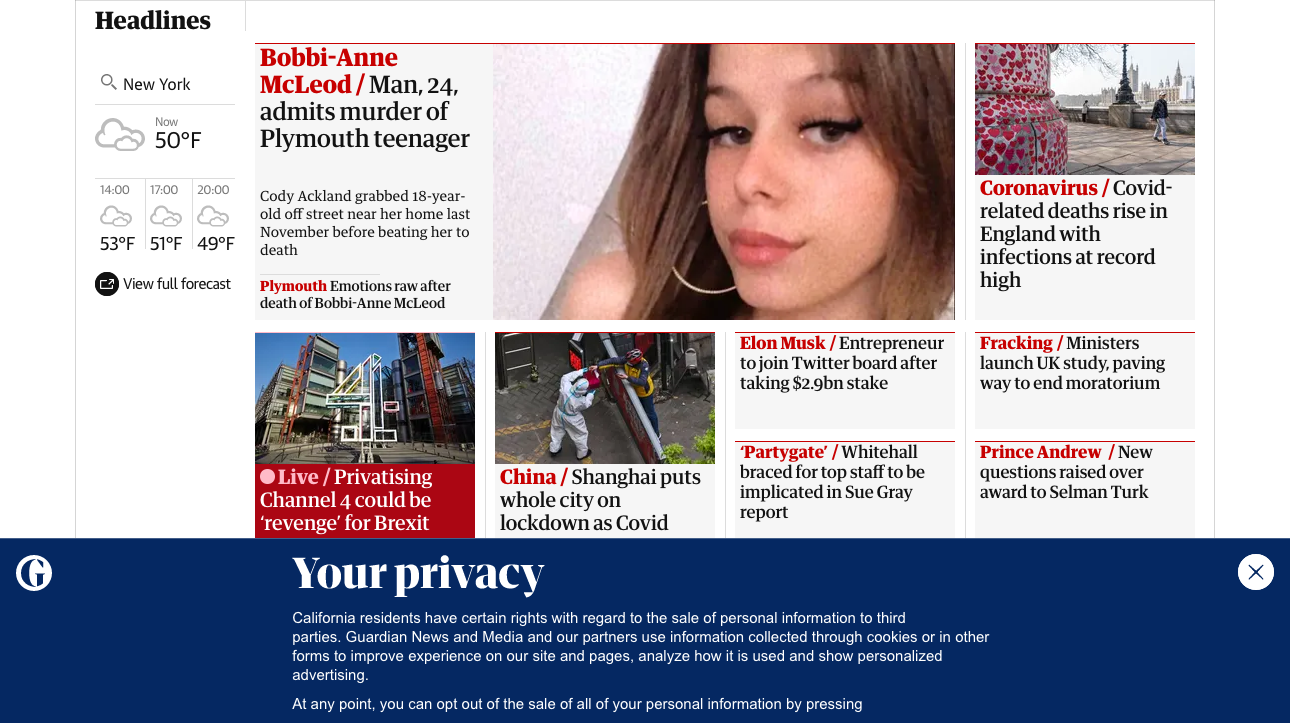 Headlines
New York
Now
50°F
14:00
17:00
20:00
53°F
51°F
49°F
View full forecast
Bobbi-Anne
McLeod / Man, 24,
admits murder of
Plymouth teenager
Cody Ackland grabbed 18-year-
old off street near her home last
November before beating her to
death
Plymouth Emotions raw after
death of Bobbi-Anne McLeod
Coronavirus / Covid-
related deaths rise in
England with
infections at record
high
Live / Privatising
Channel 4 could be
‘revenge’ for Brexit
China / Shanghai puts
whole city on
lockdown as Covid
Elon Musk / Entrepreneur
to join Twitter board after
taking $2.9bn stake
Fracking / Ministers
launch UK study, paving
way to end moratorium
‘Partygate’ / Whitehall
braced for top staff to be
implicated in Sue Gray
report
Prince Andrew / New
questions raised over
award to Selman Turk
Your privacy
California residents have certain rights with regard to the sale of personal information to third
parties. Guardian News and Media and our partners use information collected through cookies or in other
forms to improve experience on our site and pages, analyze how it is used and show personalized
advertising.
At any point, you can opt out of the sale of all of your personal information by pressing